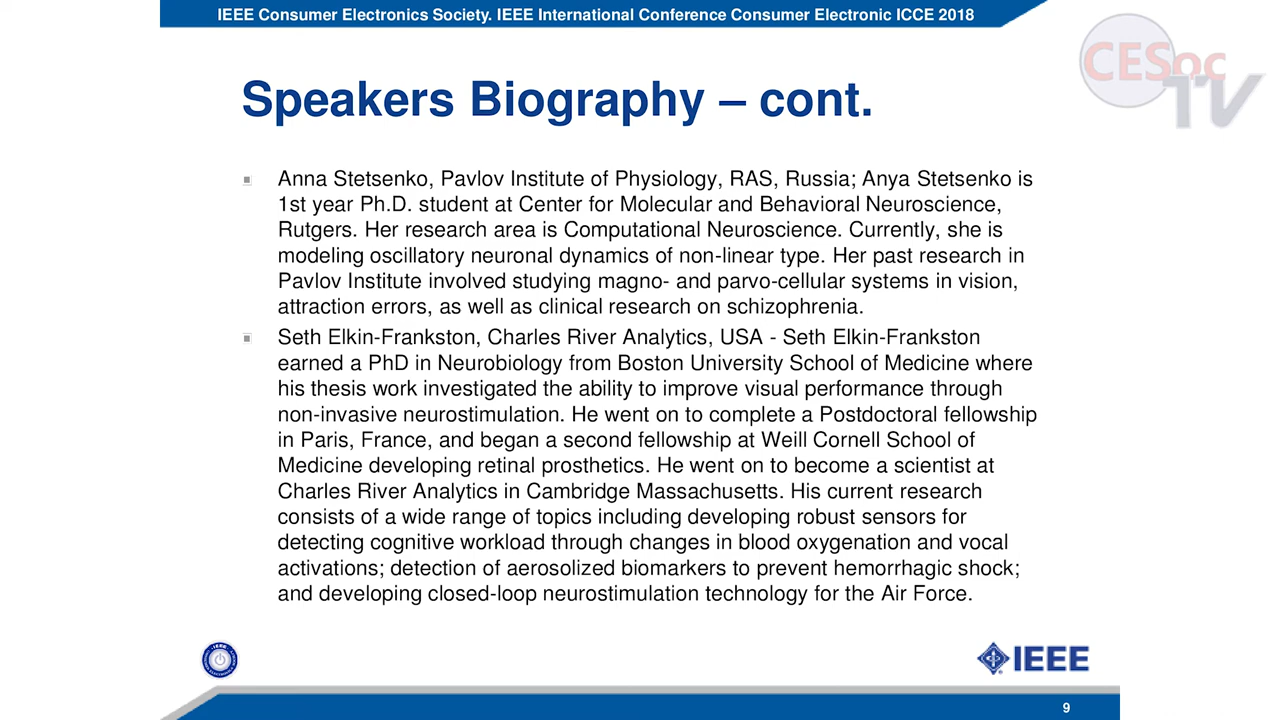 IEEE Consumer Electronics Society. IEEE International Conference Consumer Electronic ICCE 2018
CESoc
TV
Speakers Biography – cont.
Anna Stetsenko, Pavlov Institute of Physiology, RAS, Russia; Anya Stetsenko is
1st year Ph.D. student at Center for Molecular and Behavioral Neuroscience,
Rutgers. Her research area is Computational Neuroscience. Currently, she is
modeling oscillatory neuronal dynamics of non-linear type. Her past research in
Pavlov Institute involved studying magno- and parvo-cellular systems in vision,
attraction errors, as well as clinical research on schizophrenia.
Seth Elkin-Frankston, Charles River Analytics, USA - Seth Elkin-Frankston
earned a PhD in Neurobiology from Boston University School of Medicine where
his thesis work investigated the ability to improve visual performance through
non-invasive neurostimulation. He went on to complete a Postdoctoral fellowship
in Paris, France, and began a second fellowship at Weill Cornell School of
Medicine developing retinal prosthetics. He went on to become a scientist at
Charles River Analytics in Cambridge Massachusetts. His current research
consists of a wide range of topics including developing robust sensors for
detecting cognitive workload through changes in blood oxygenation and vocal
activations; detection of aerosolized biomarkers to prevent hemorrhagic shock;
and developing closed-loop neurostimulation technology for the Air Force.
IEEE
IEEE
9